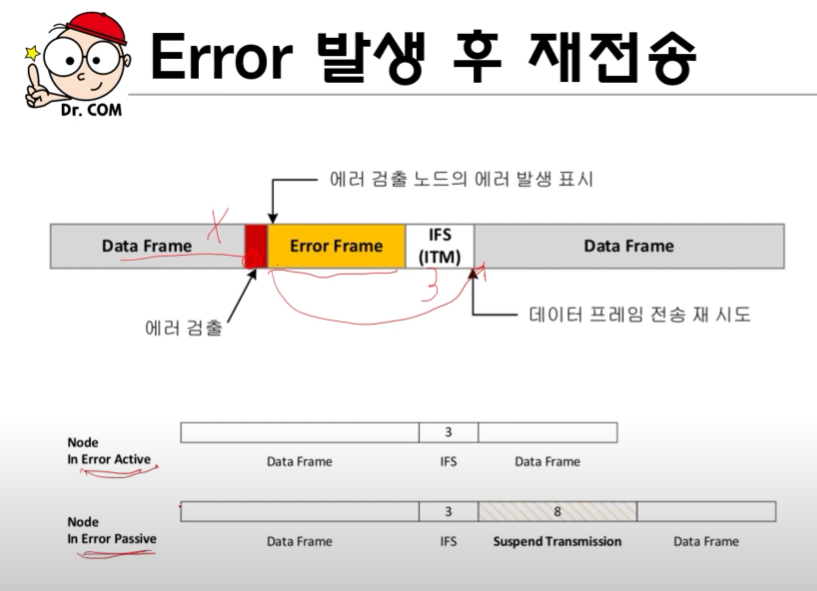 Error 발생 후 재전송
Dr. COM
에러 검출 노드의 에러 발생 표시
Data Frame
X
Error Frame
IFS
(ITM)
Data Frame
3
에러 검출
데이터 프레임 전송 재 시도
Node
In Error Active
3
Data Frame
IFS
Data Frame
Node
In Error Passive
3
8
Data Frame
IFS
Suspend Transmission
Data Frame